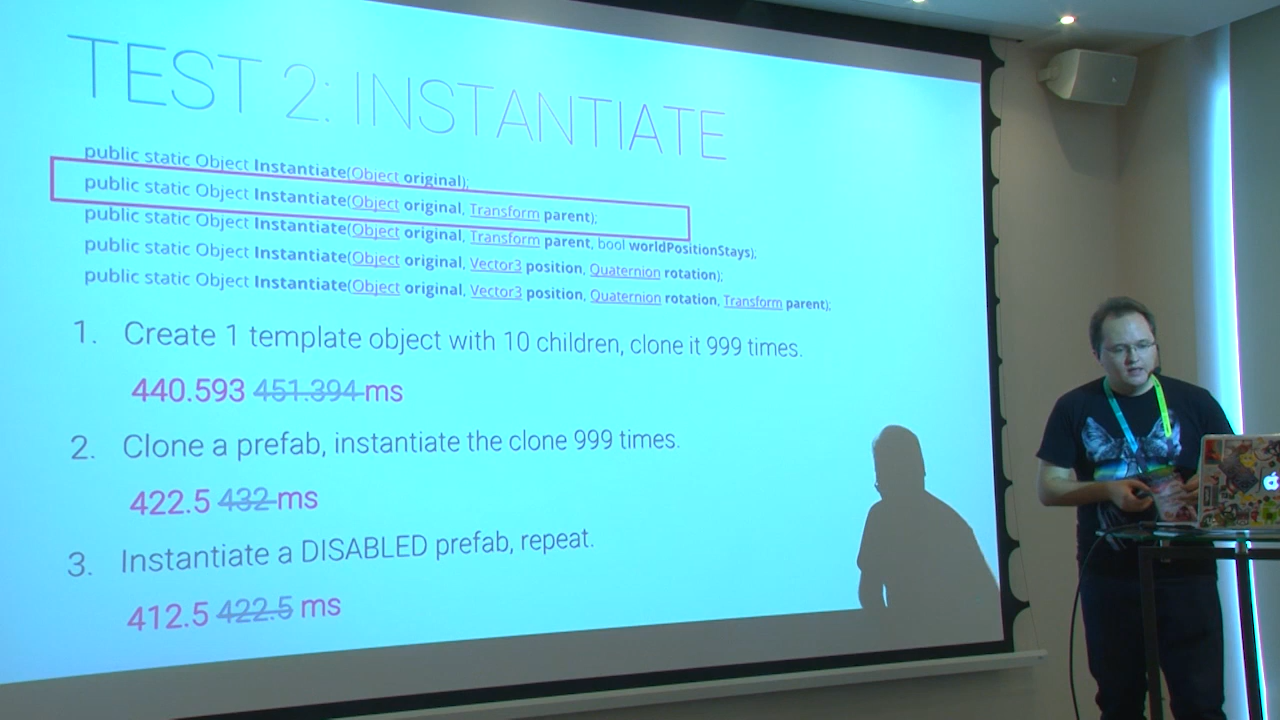 TEST 2: INSTANTIATE
public static Object Instantiate(Object original);
public static Object Instantiate(Object original, Transform parent);
public static Object Instantiate(Object original, Transform parent, bool worldPositionStays);
public static Object Instantiate(Object original, Vector3 position, Quaternion rotation);
public static Object Instantiate(Object original, Vector3 position, Quaternion rotation, Transform parent);
1. Create 1 template object with 10 children, clone it 999 times.
440.593 451.394 ms
2. Clone a prefab, instantiate the clone 999 times.
422.5 432 ms
3. Instantiate a DISABLED prefab, repeat.
412.5 422.5 ms